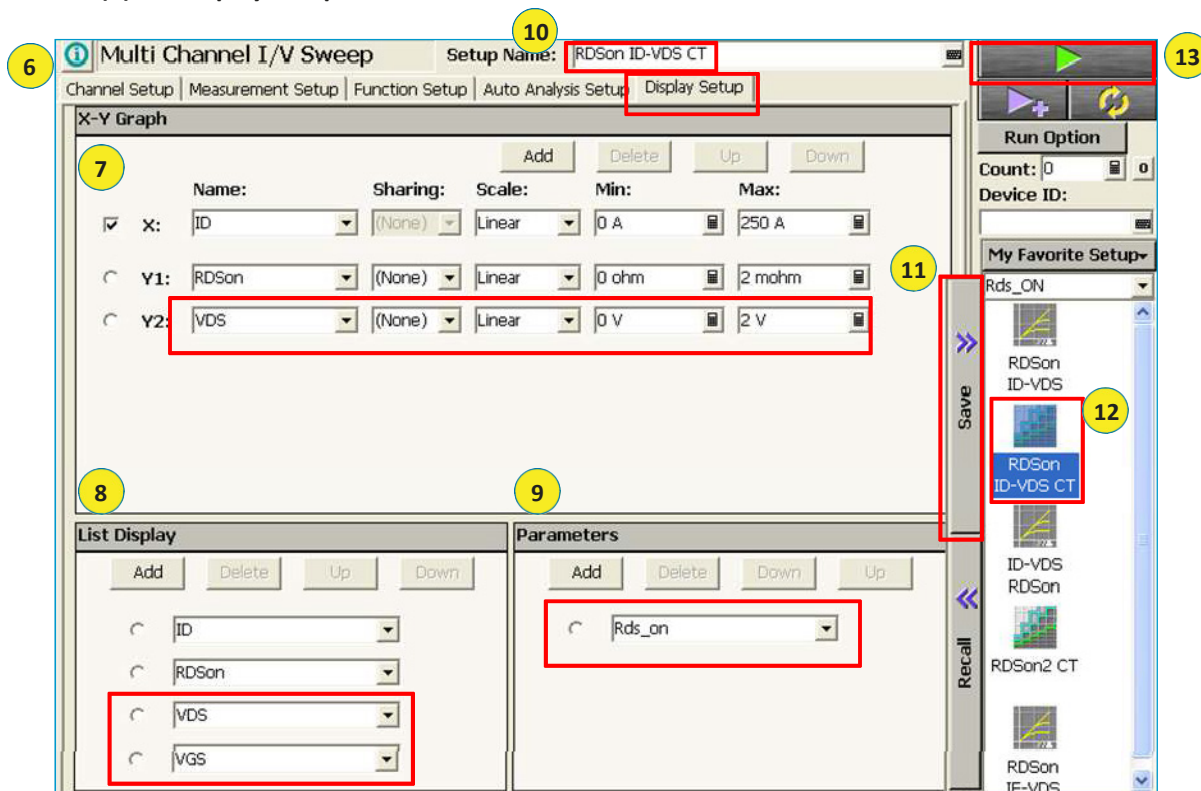 10
6
Multi Channel I/V Sweep
Setup Name:
RDSon ID-VDS CT
13
Channel Setup
Measurement Setup
Function Setup
Auto Analysis Setup
Display Setup
X-Y Graph
7
Add
Delete
Up
Down
Name:
Sharing:
Scale:
Min:
Max:
X:
ID
(None)
Linear
0 A
250 A
Y1:
RDSon
(None)
Linear
0 ohm
2 mohm
Y2:
VDS
(None)
Linear
0 V
2 V
8
List Display
Add
Delete
Up
Down
ID
RDSon
VDS
VGS
9
Parameters
Add
Delete
Down
Up
Rds_on
11
Save
Recall
Run Option
Count:
0
0
Device ID:
My Favorite Setup
Rds_ON
RDSon
ID-VDS
12
RDSon
ID-VDS CT
ID-VDS
RDSon
RDSon2 CT
RDSon